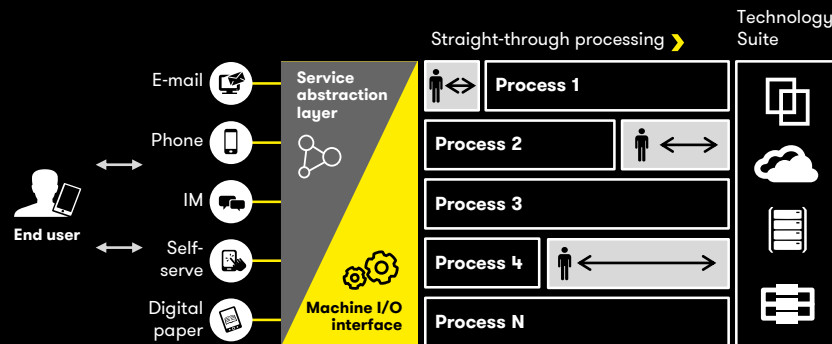 Technology
Suite
Straight-through processing
E-mail
Phone
IM
Self-
serve
Digital
paper
End user
Service
abstraction
layer
Machine I/O
interface
Process 1
Process 2
Process 3
Process 4
Process N